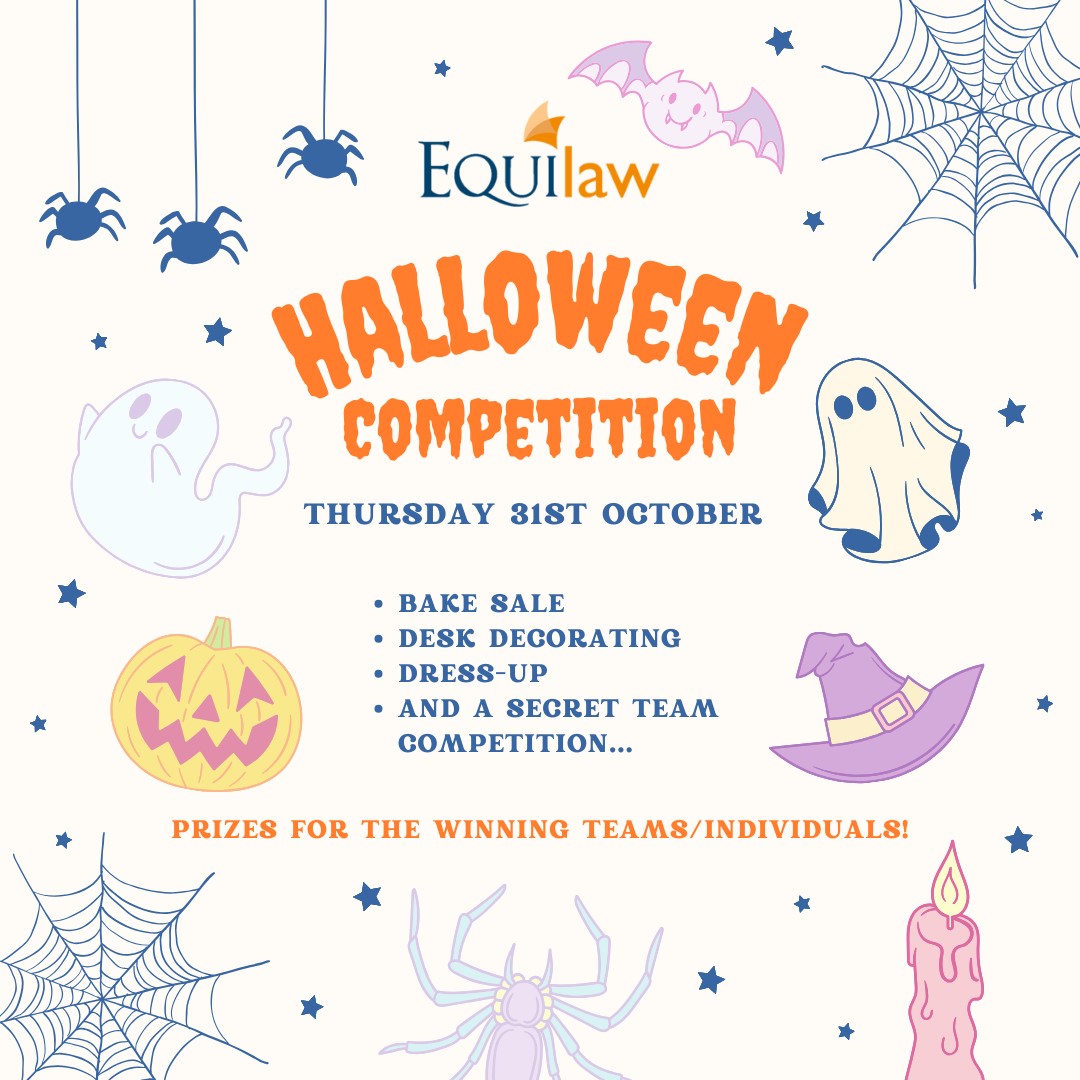 EQUIlaw
HALLOWEEN
COMPETITION
THURSDAY 31ST OCTOBER
• BAKE SALE
• DESK DECORATING
• DRESS-UP
• AND A SECRET TEAM
COMPETITION...
PRIZES FOR THE WINNING TEAMS/INDIVIDUALS!